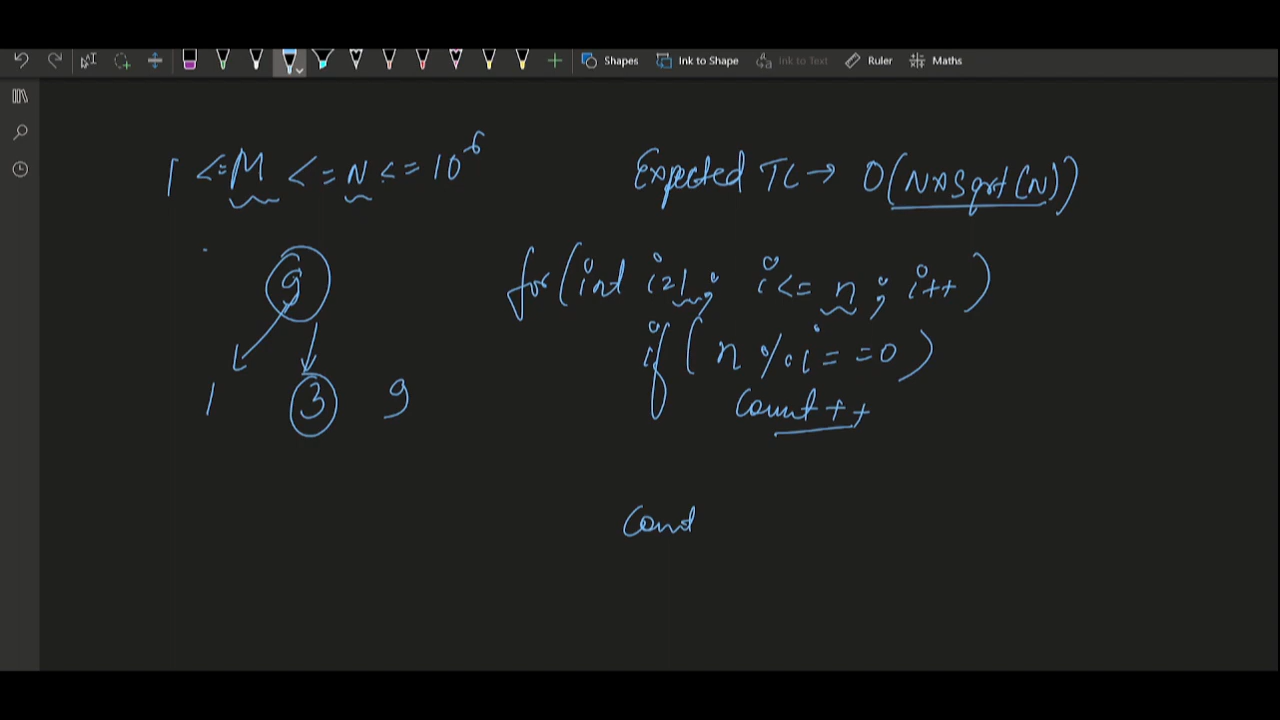 Shapes Ink to Shape Ink to Text Ruler Maths
1 <= M <= N <= 10^6
Expected TC → O(N*Sqrt(N))
9
1 3 9
for(int i=1; i<=n; i++)
if(n%i==0)
Count++
Count